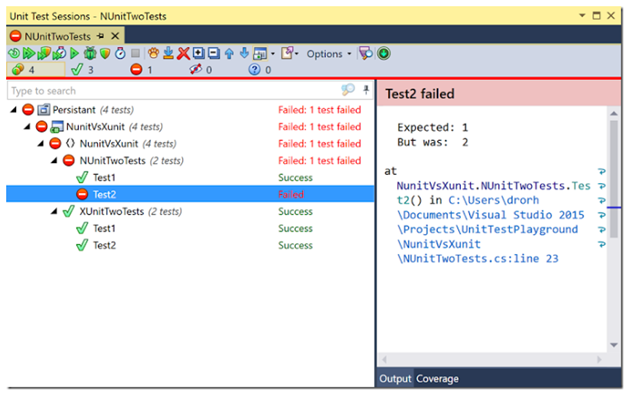 Unit Test Sessions - NUnitTwoTests
NUnitTwoTests
Options
4 3 1 0 0
Type to search
Persistant (4 tests) Failed: 1 test failed
NunitVsXunit (4 tests) Failed: 1 test failed
NunitVsXunit (4 tests) Failed: 1 test failed
NUnitTwoTests (2 tests) Failed: 1 test failed
Test1 Success
Test2 Failed
XUnitTwoTests (2 tests) Success
Test1 Success
Test2 Success
Test2 failed
Expected: 1
But was: 2
at
NunitVsXunit.NUnitTwoTests.Tes
t2() in C:\Users\drorh
\Documents\Visual Studio 2015
\Projects\UnitTestPlayground
\NunitVsXunit
\NUnitTwoTests.cs:line 23
Output Coverage